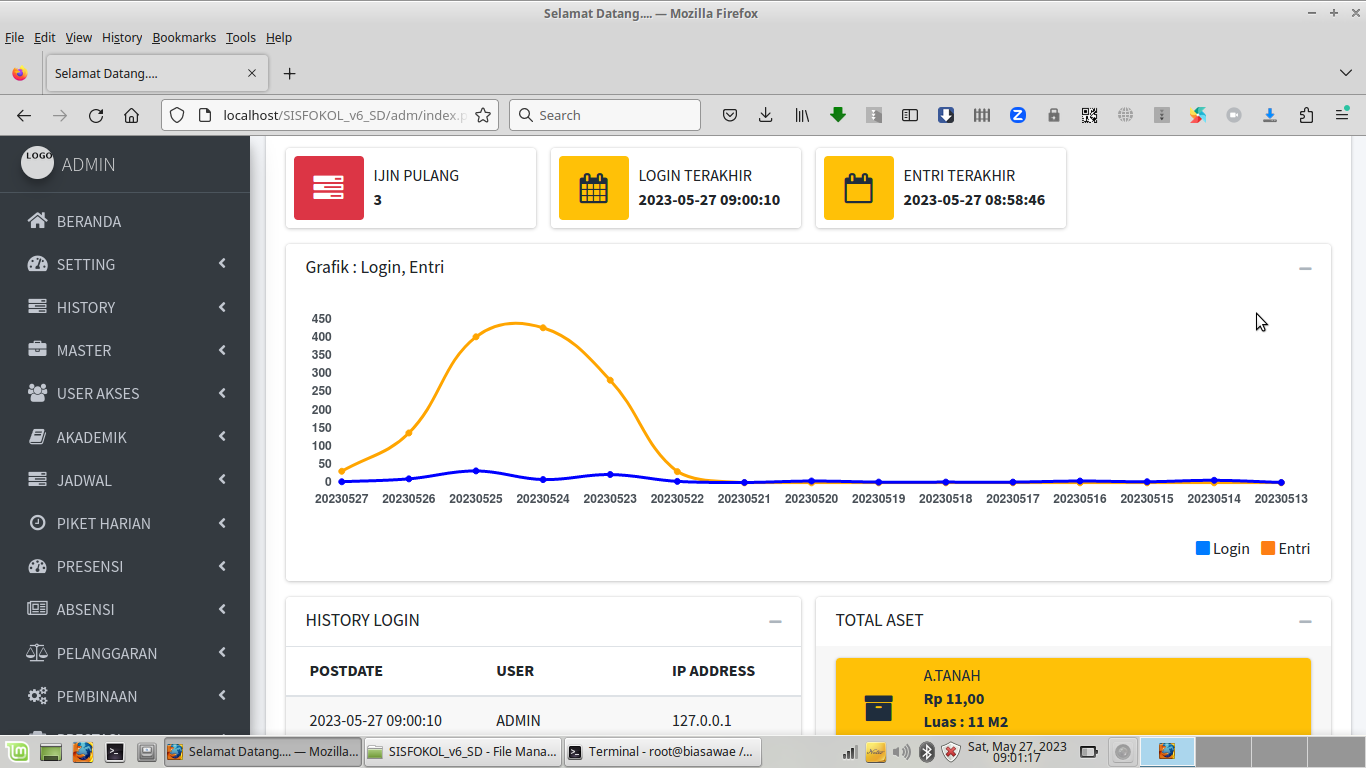 Selamat Datang.... — Mozilla Firefox
File Edit View History Bookmarks Tools Help
Selamat Datang....
localhost/SISFOKOL_v6_SD/adm/index.p
Search
LOGO
ADMIN
BERANDA
SETTING
HISTORY
MASTER
USER AKSES
AKADEMIK
JADWAL
PIKET HARIAN
PRESENSI
ABSENSI
PELANGGARAN
PEMBINAAN
IJIN PULANG
3
LOGIN TERAKHIR
2023-05-27 09:00:10
ENTRI TERAKHIR
2023-05-27 08:58:46
Grafik : Login, Entri
450
400
350
300
250
200
150
100
50
0
20230527 20230526 20230525 20230524 20230523 20230522 20230521 20230520 20230519 20230518 20230517 20230516 20230515 20230514 20230513
Login Entri
HISTORY LOGIN
POSTDATE USER IP ADDRESS
2023-05-27 09:00:10 ADMIN 127.0.0.1
TOTAL ASET
A.TANAH
Rp 11,00
Luas : 11 M2
Selamat Datang.... — Mozilla...
SISFOKOL_v6_SD - File Mana...
Terminal - root@biasawae /...
Sat, May 27, 2023
09:01:17